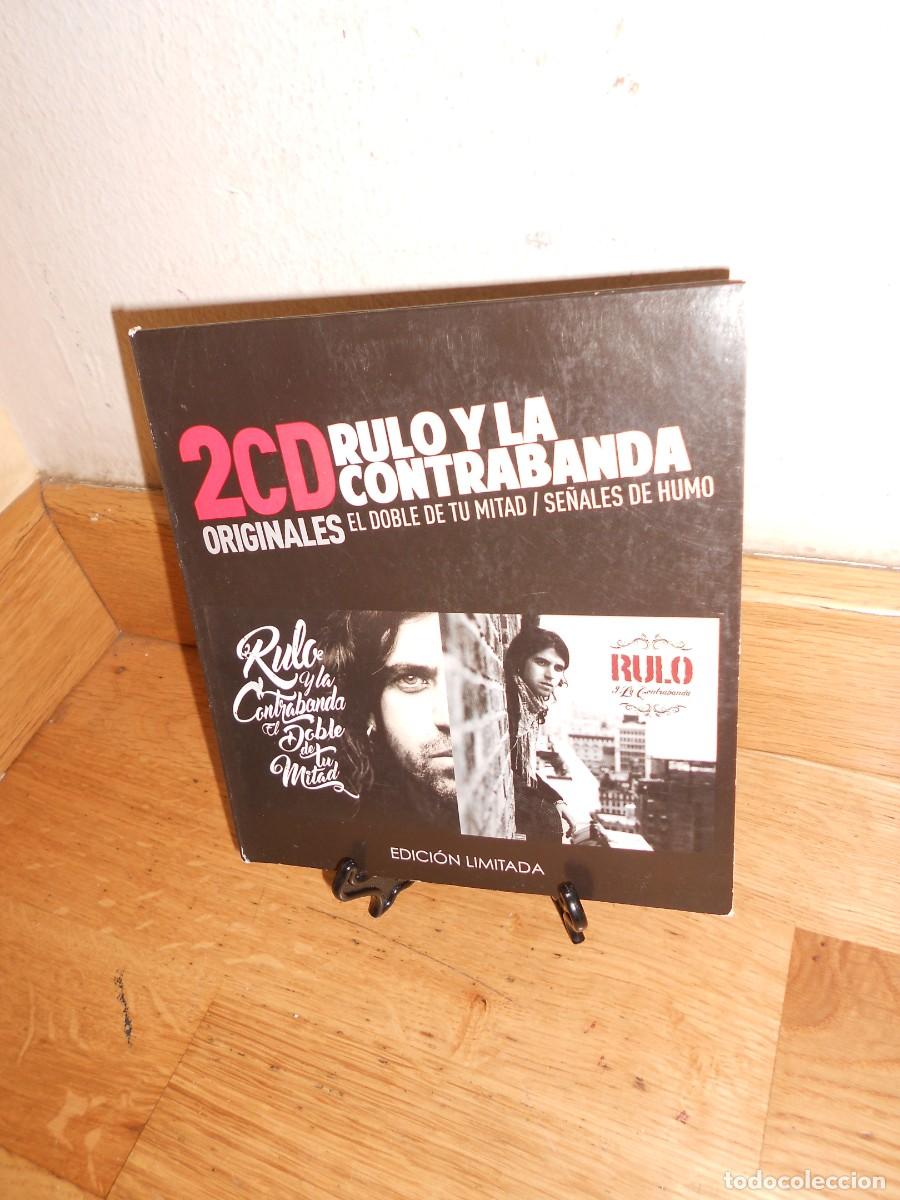 2CD
RULO Y LA
CONTRABANDA
ORIGINALES
EL DOBLE DE TU MITAD / SEÑALES DE HUMO
Rulo
y la
Contrabanda
El
Doble
de
tu
Mitad
RULO
y La Contrabanda
EDICIÓN LIMITADA
todocoleccion